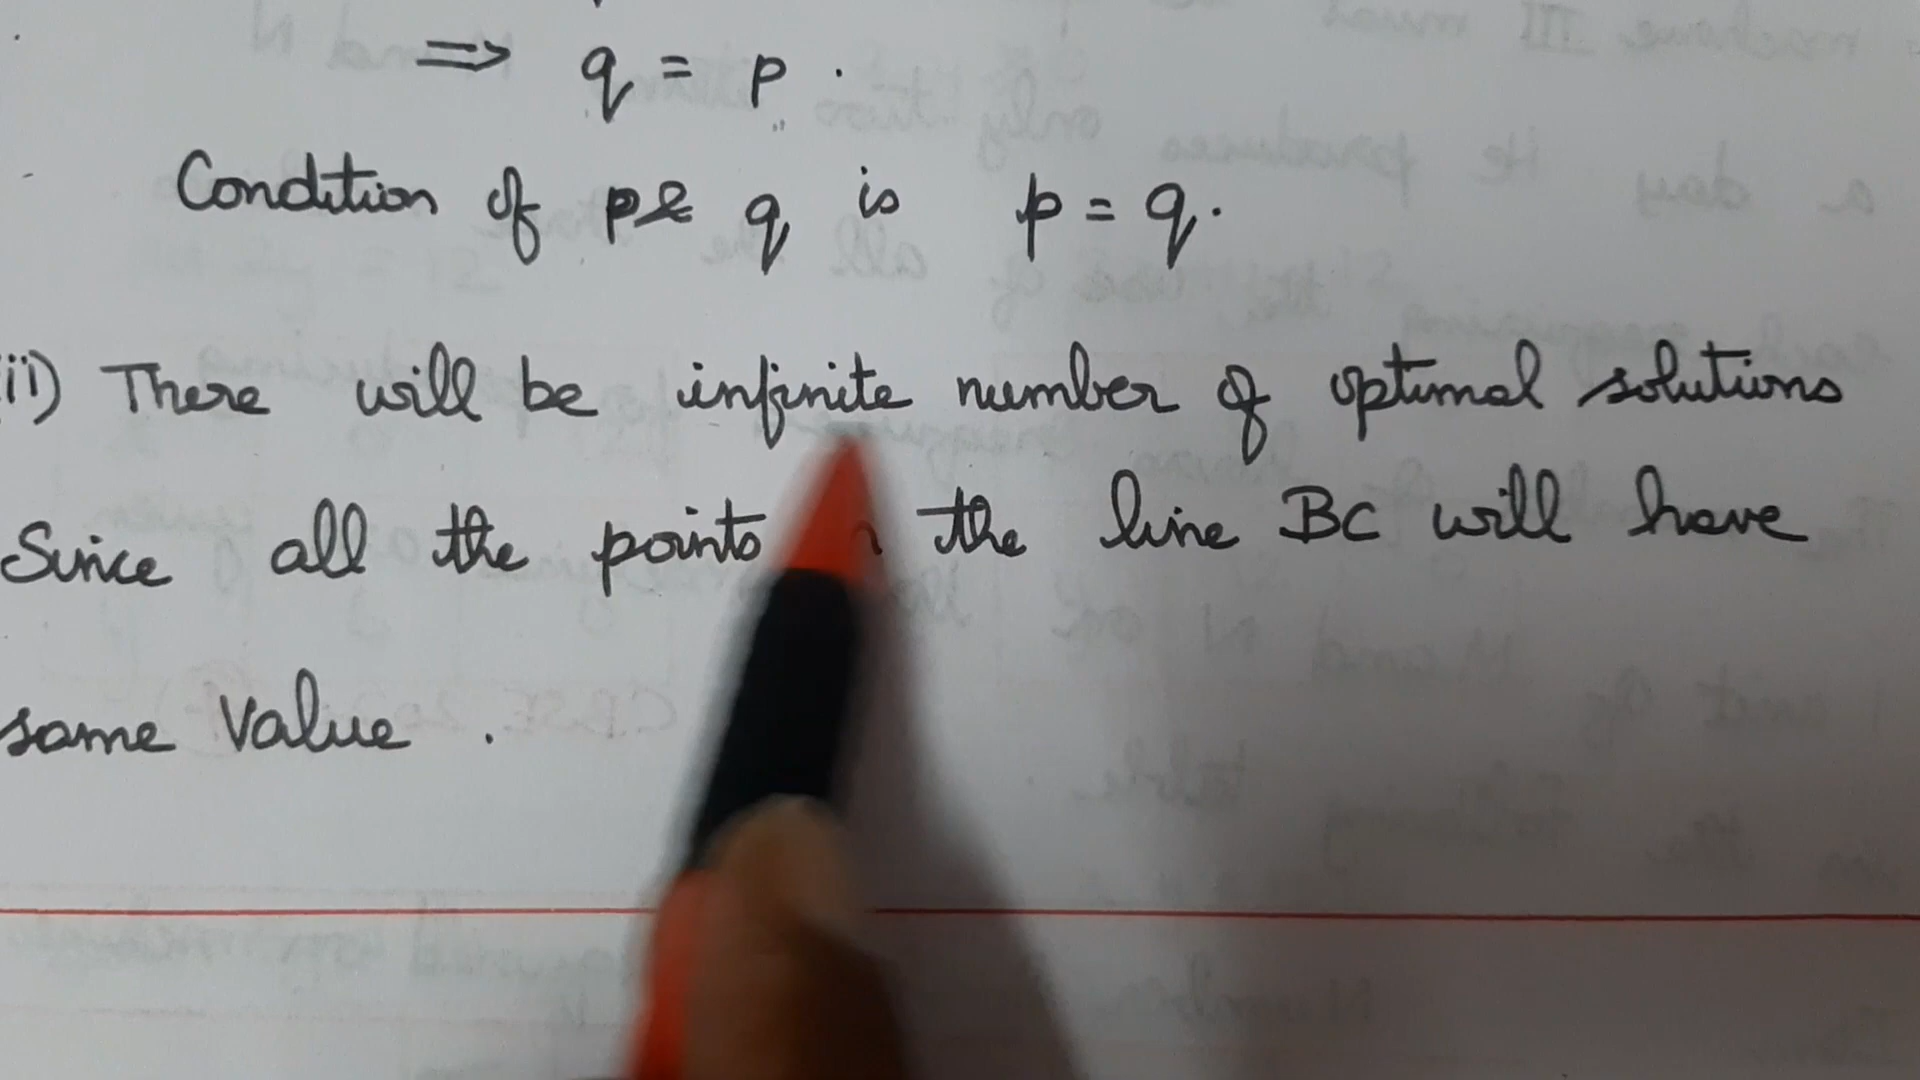 ⇒ q = p .
Condition of p & q is p = q.
ii) There will be infinite number of optimal solutions
Since all the points the line BC will have
same value .